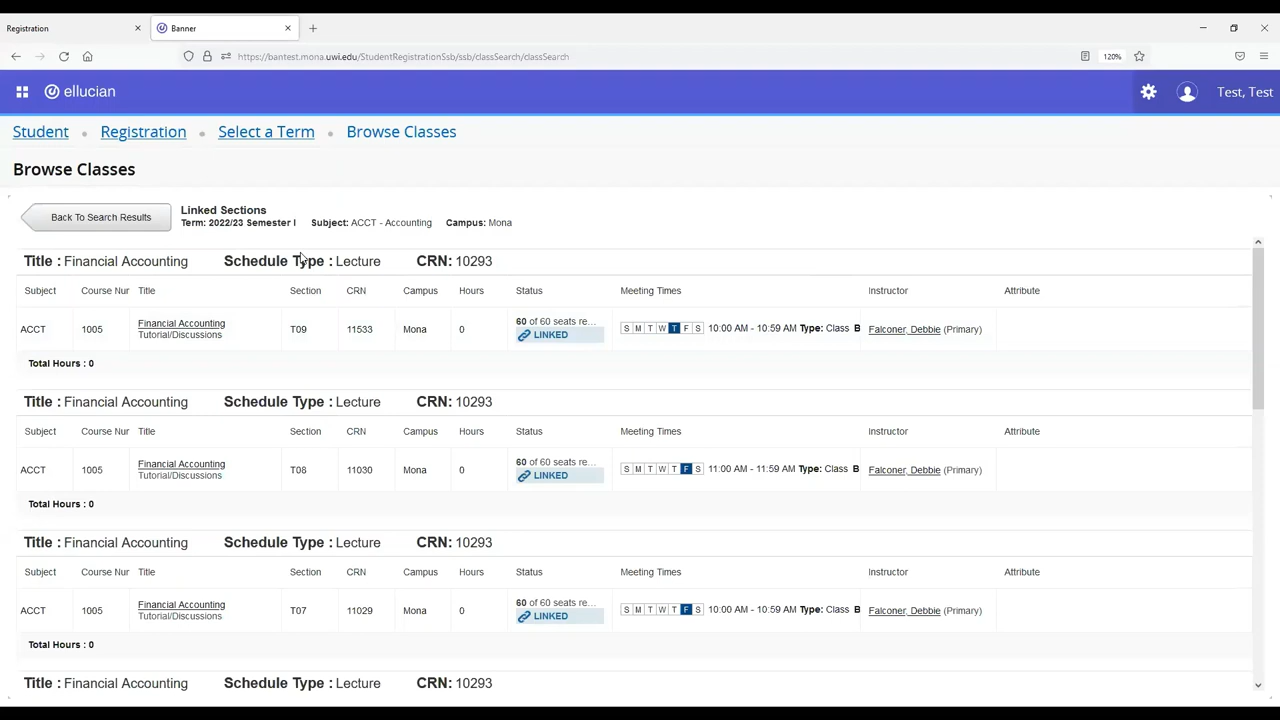 Registration
Banner
https://bantest.mona.uwi.edu/StudentRegistrationSsb/ssb/classSearch/classSearch
120%
ellucian
Test, Test
Student • Registration • Select a Term • Browse Classes
Browse Classes
Back To Search Results
Linked Sections
Term: 2022/23 Semester I Subject: ACCT - Accounting Campus: Mona
Title : Financial Accounting Schedule Type : Lecture CRN: 10293
Subject Course Nur Title Section CRN Campus Hours Status Meeting Times Instructor Attribute
ACCT 1005 Financial Accounting T09 11533 Mona 0 60 of 60 seats re... S M T W T F S 10:00 AM - 10:59 AM Type: Class B Falconer, Debbie (Primary)
Tutorial/Discussions LINKED
Total Hours : 0
Title : Financial Accounting Schedule Type : Lecture CRN: 10293
Subject Course Nur Title Section CRN Campus Hours Status Meeting Times Instructor Attribute
ACCT 1005 Financial Accounting T08 11030 Mona 0 60 of 60 seats re... S M T W T F S 11:00 AM - 11:59 AM Type: Class B Falconer, Debbie (Primary)
Tutorial/Discussions LINKED
Total Hours : 0
Title : Financial Accounting Schedule Type : Lecture CRN: 10293
Subject Course Nur Title Section CRN Campus Hours Status Meeting Times Instructor Attribute
ACCT 1005 Financial Accounting T07 11029 Mona 0 60 of 60 seats re... S M T W T F S 10:00 AM - 10:59 AM Type: Class B Falconer, Debbie (Primary)
Tutorial/Discussions LINKED
Total Hours : 0
Title : Financial Accounting Schedule Type : Lecture CRN: 10293